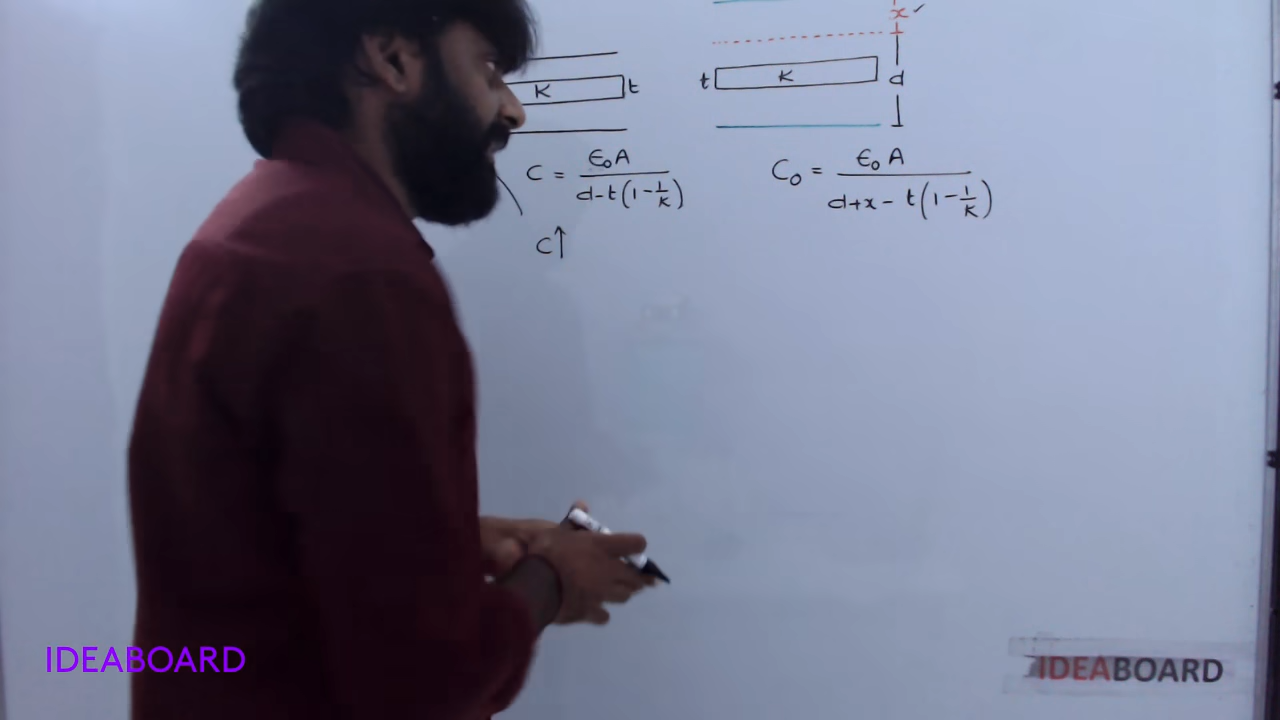 x ✓
K t
t K d
C = ε₀A / d-t(1-1/K)
C₀ = ε₀A / d+x-t(1-1/K)
C↑
IDEABOARD
IDEABOARD